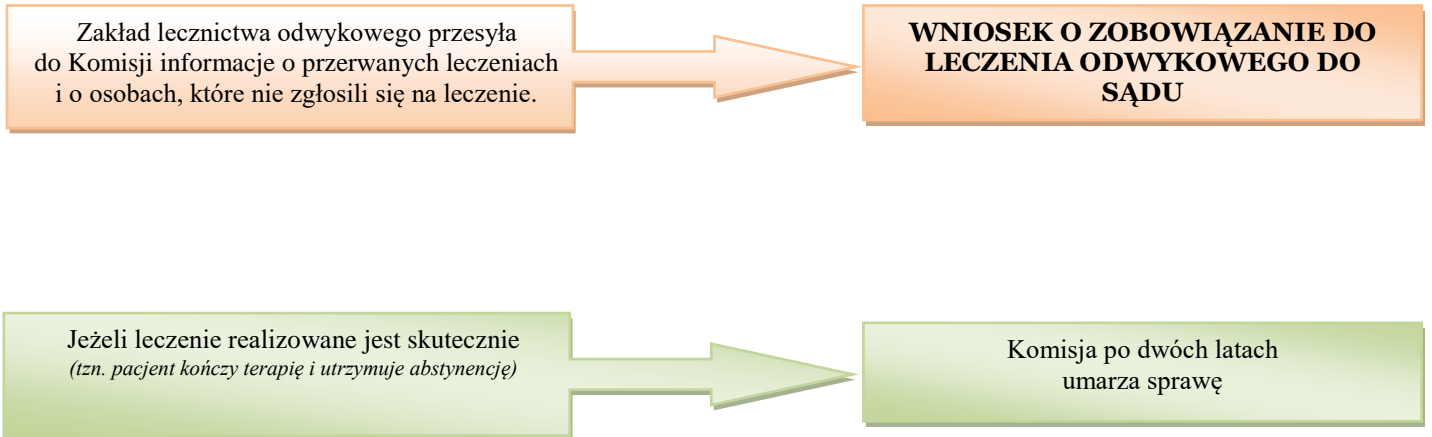 Zakład lecznictwa odwykowego przesyła
do Komisji informacje o przerwanych leczeniach
i o osobach, które nie zgłosili się na leczenie.
WNIOSEK O ZOBOWIĄZANIE DO
LECZENIA ODWYKOWEGO DO
SĄDU
Jeżeli leczenie realizowane jest skutecznie
(tzn. pacjent kończy terapię i utrzymuje abstynencję)
Komisja po dwóch latach
umarza sprawę